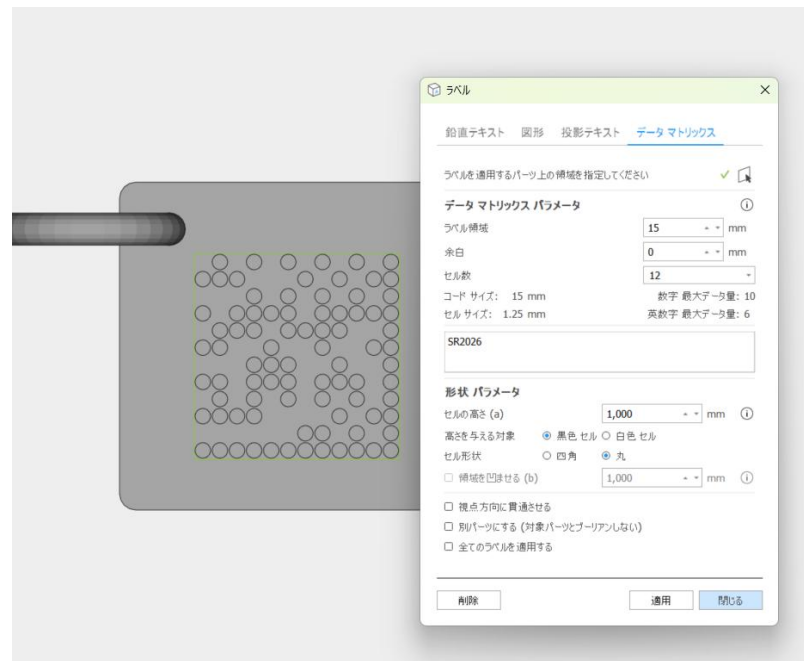 ラベル
鉛直テキスト 図形 投影テキスト データ マトリックス
ラベルを適用するパーツ上の領域を指定してください
データ マトリックス パラメータ
ラベル領域 15 mm
余白 0 mm
セル数 12
コード サイズ: 15 mm 数字 最大データ量: 10
セル サイズ: 1.25 mm 英数字 最大データ量: 6
SR2026
形状 パラメータ
セルの高さ (a) 1,000 mm
高さを与える対象 黒色 セル 白色 セル
セル形状 四角 丸
領域を凹ませる (b) 1,000 mm
視点方向に貫通させる
別パーツにする (対象パーツとブーリアンしない)
全てのラベルを適用する
削除 適用 閉じる